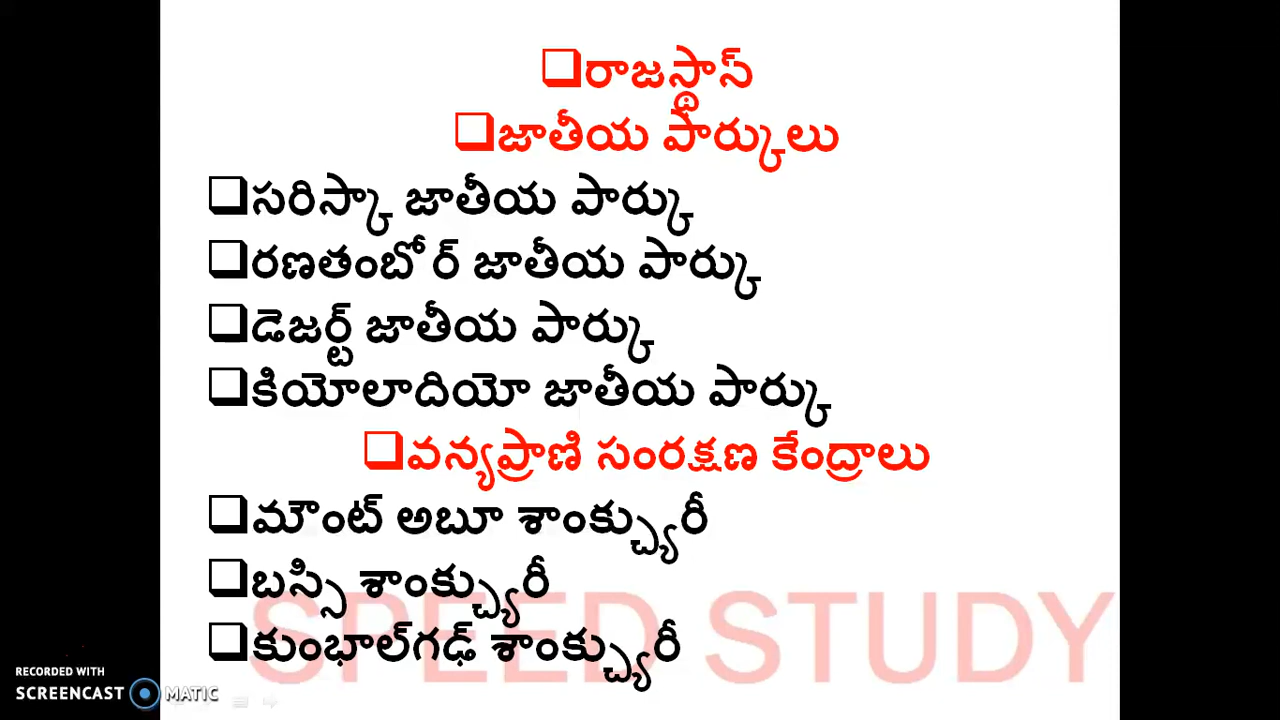 ❑రాజస్థాన్
❑జాతీయ పార్కులు
❑సరిస్కా జాతీయ పార్కు
❑రణతంబోర్ జాతీయ పార్కు
❑డెజర్ట్ జాతీయ పార్కు
❑కియోలాదియో జాతీయ పార్కు
❑వన్యప్రాణి సంరక్షణ కేంద్రాలు
❑మౌంట్ అబూ శాంక్చ్యురీ
❑బస్సి శాంక్చ్యురీ
❑కుంభాల్‌గఢ్ శాంక్చ్యురీ
SPEED STUDY
RECORDED WITH
SCREENCAST MATIC